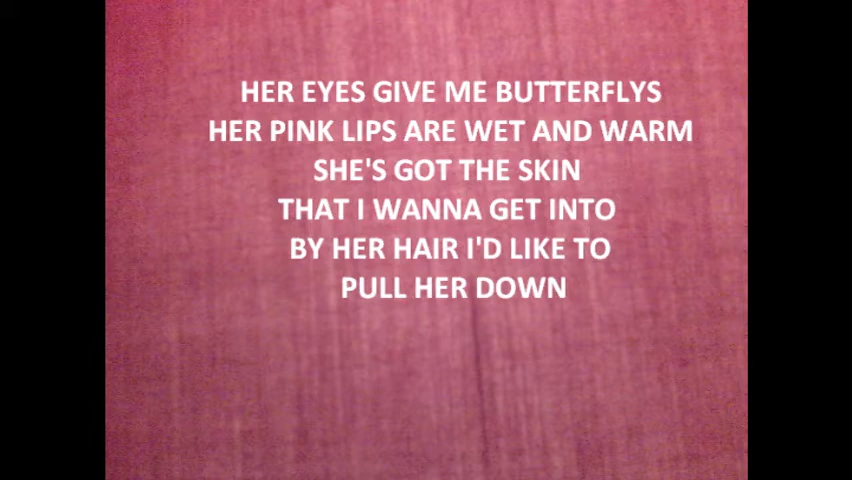 HER EYES GIVE ME BUTTERFLYS
HER PINK LIPS ARE WET AND WARM
SHE'S GOT THE SKIN
THAT I WANNA GET INTO
BY HER HAIR I'D LIKE TO
PULL HER DOWN